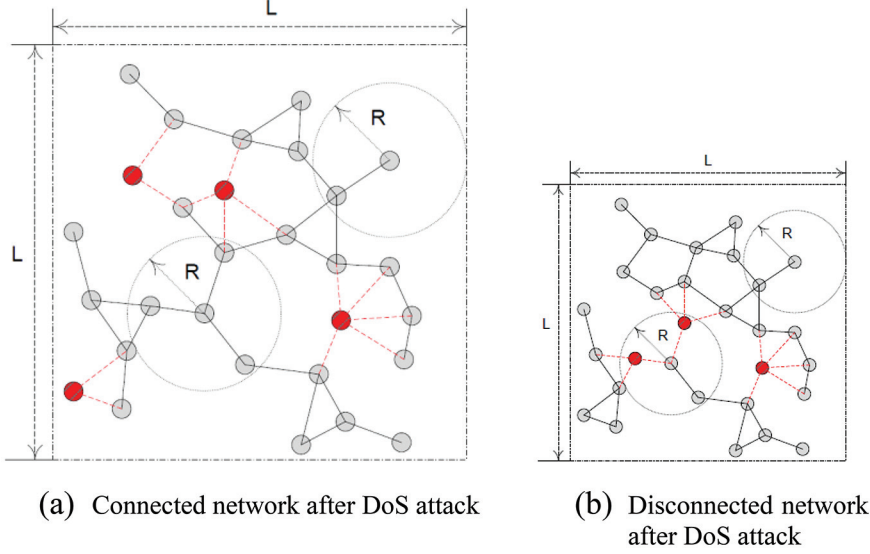 L
R
L
R
(a) Connected network after DoS attack
L
R
L
R
(b) Disconnected network
after DoS attack